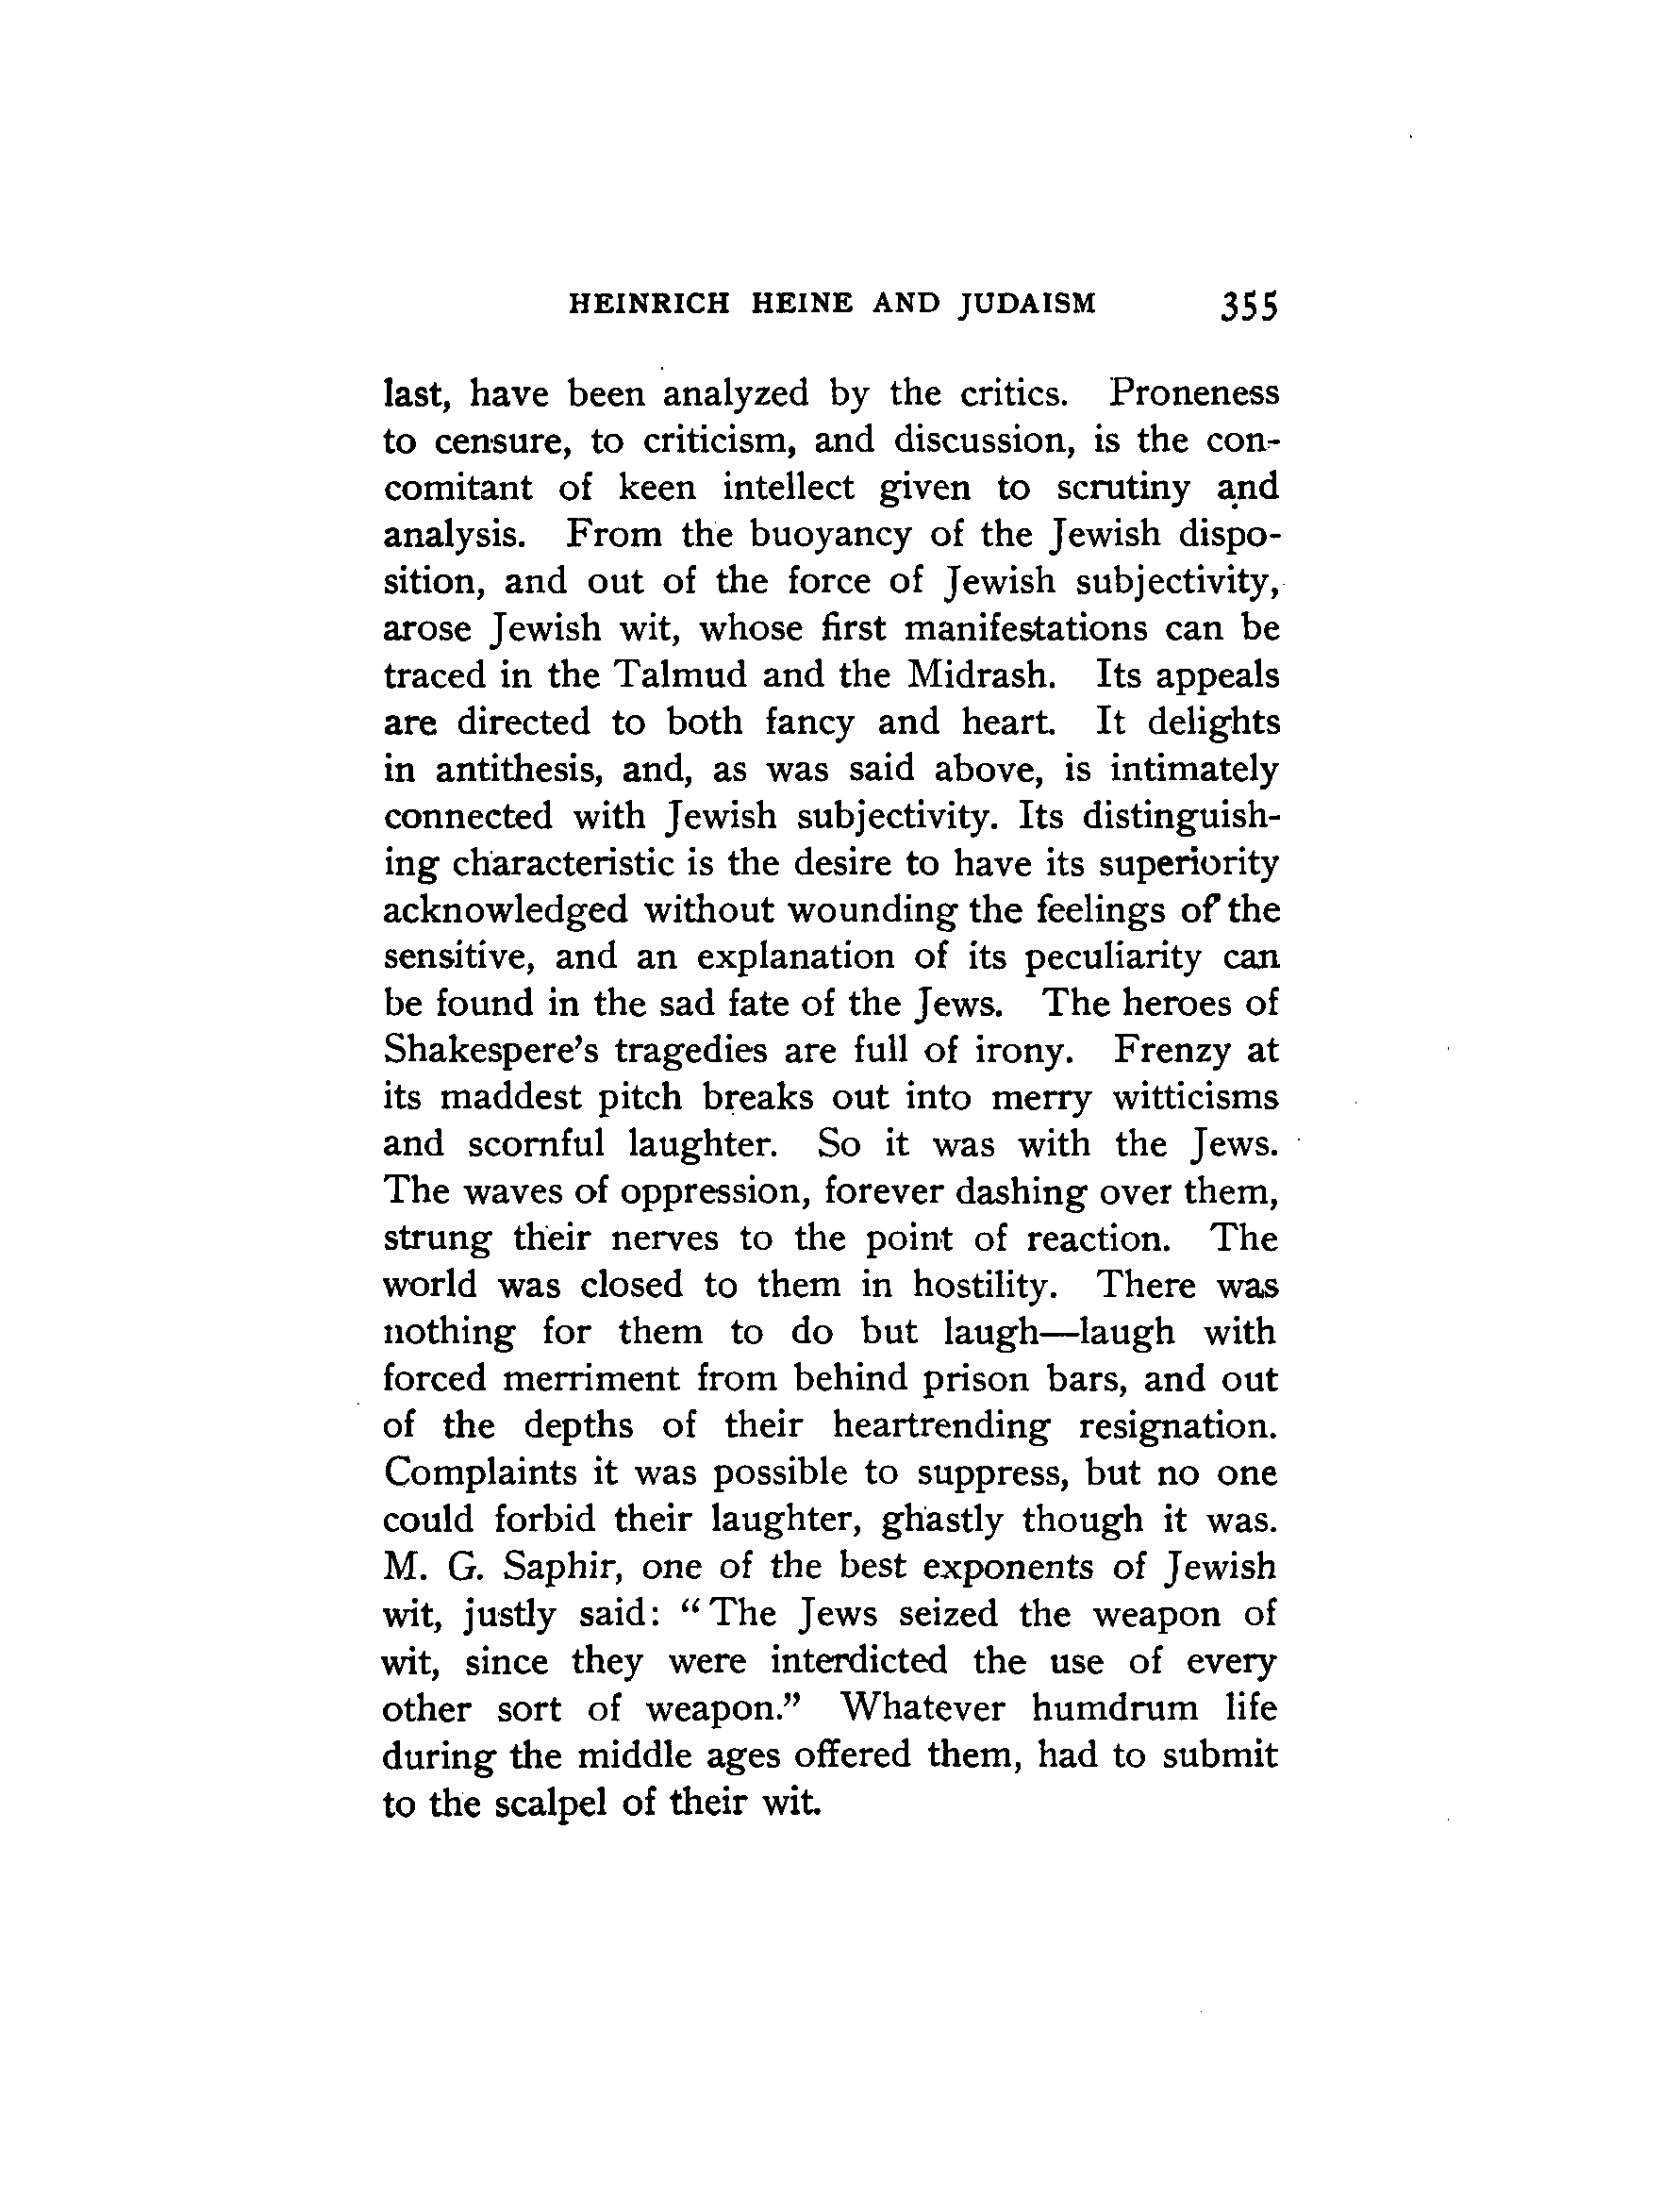 HEINRICH HEINE AND JUDAISM 355
last, have been analyzed by the critics. Proneness
to censure, to criticism, and discussion, is the con-
comitant of keen intellect given to scrutiny and
analysis. From the buoyancy of the Jewish dispo-
sition, and out of the force of Jewish subjectivity,
arose Jewish wit, whose first manifestations can be
traced in the Talmud and the Midrash. Its appeals
are directed to both fancy and heart. It delights
in antithesis, and, as was said above, is intimately
connected with Jewish subjectivity. Its distinguish-
ing characteristic is the desire to have its superiority
acknowledged without wounding the feelings of the
sensitive, and an explanation of its peculiarity can
be found in the sad fate of the Jews. The heroes of
Shakespere's tragedies are full of irony. Frenzy at
its maddest pitch breaks out into merry witticisms
and scornful laughter. So it was with the Jews.
The waves of oppression, forever dashing over them,
strung their nerves to the point of reaction. The
world was closed to them in hostility. There was
nothing for them to do but laugh—laugh with
forced merriment from behind prison bars, and out
of the depths of their heartrending resignation.
Complaints it was possible to suppress, but no one
could forbid their laughter, ghastly though it was.
M. G. Saphir, one of the best exponents of Jewish
wit, justly said: "The Jews seized the weapon of
wit, since they were interdicted the use of every
other sort of weapon." Whatever humdrum life
during the middle ages offered them, had to submit
to the scalpel of their wit.